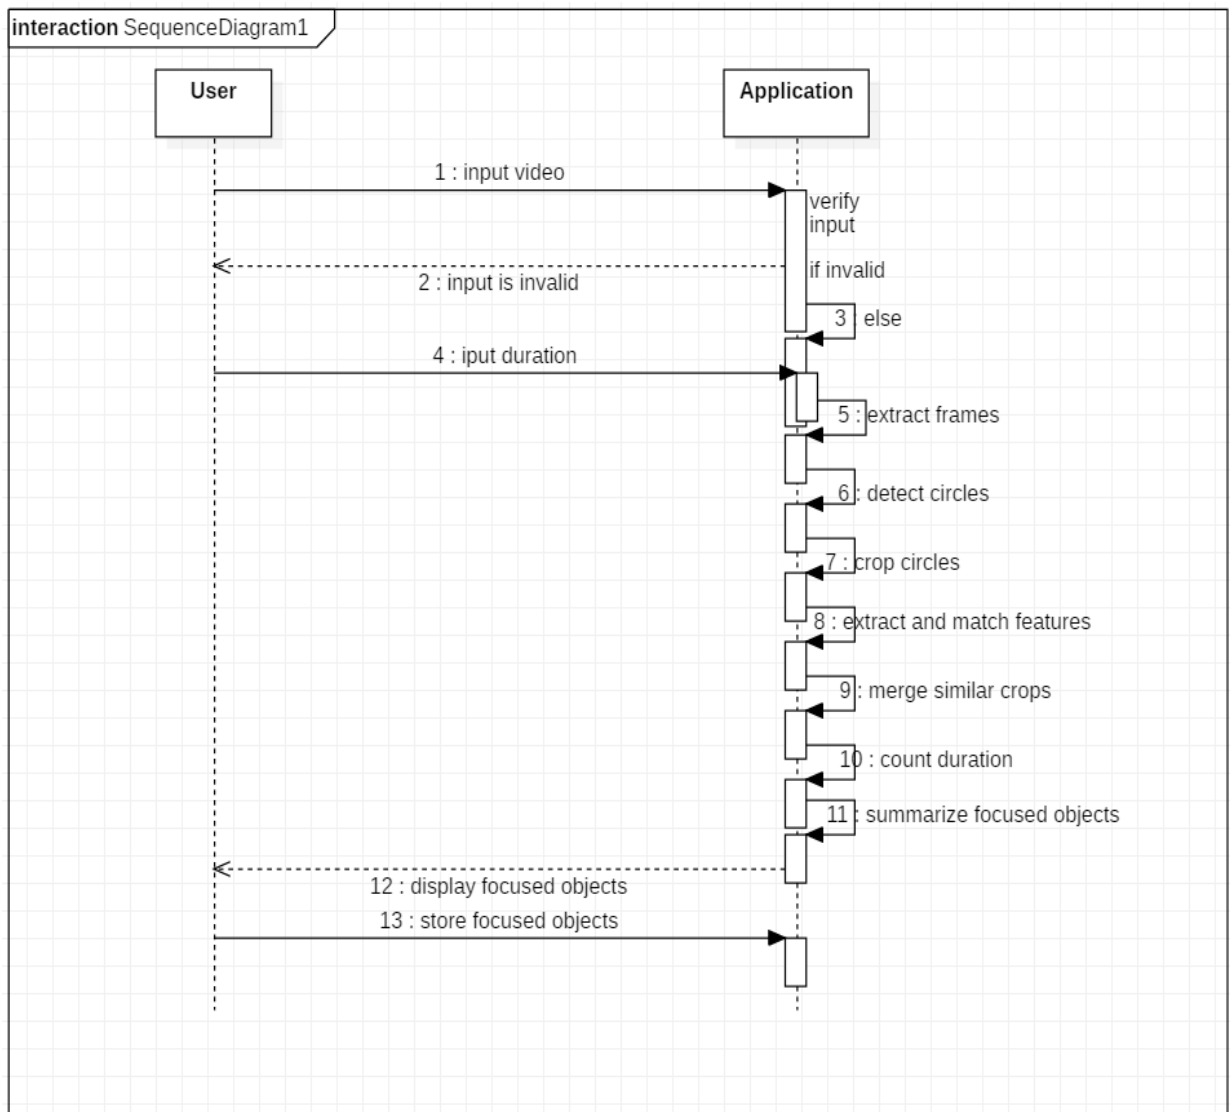 interaction SequenceDiagram1
User
Application
1 : input video
verify
input
2 : input is invalid
if invalid
3 : else
4 : iput duration
5 : extract frames
6 : detect circles
7 : crop circles
8 : extract and match features
9 : merge similar crops
10 : count duration
11 : summarize focused objects
12 : display focused objects
13 : store focused objects